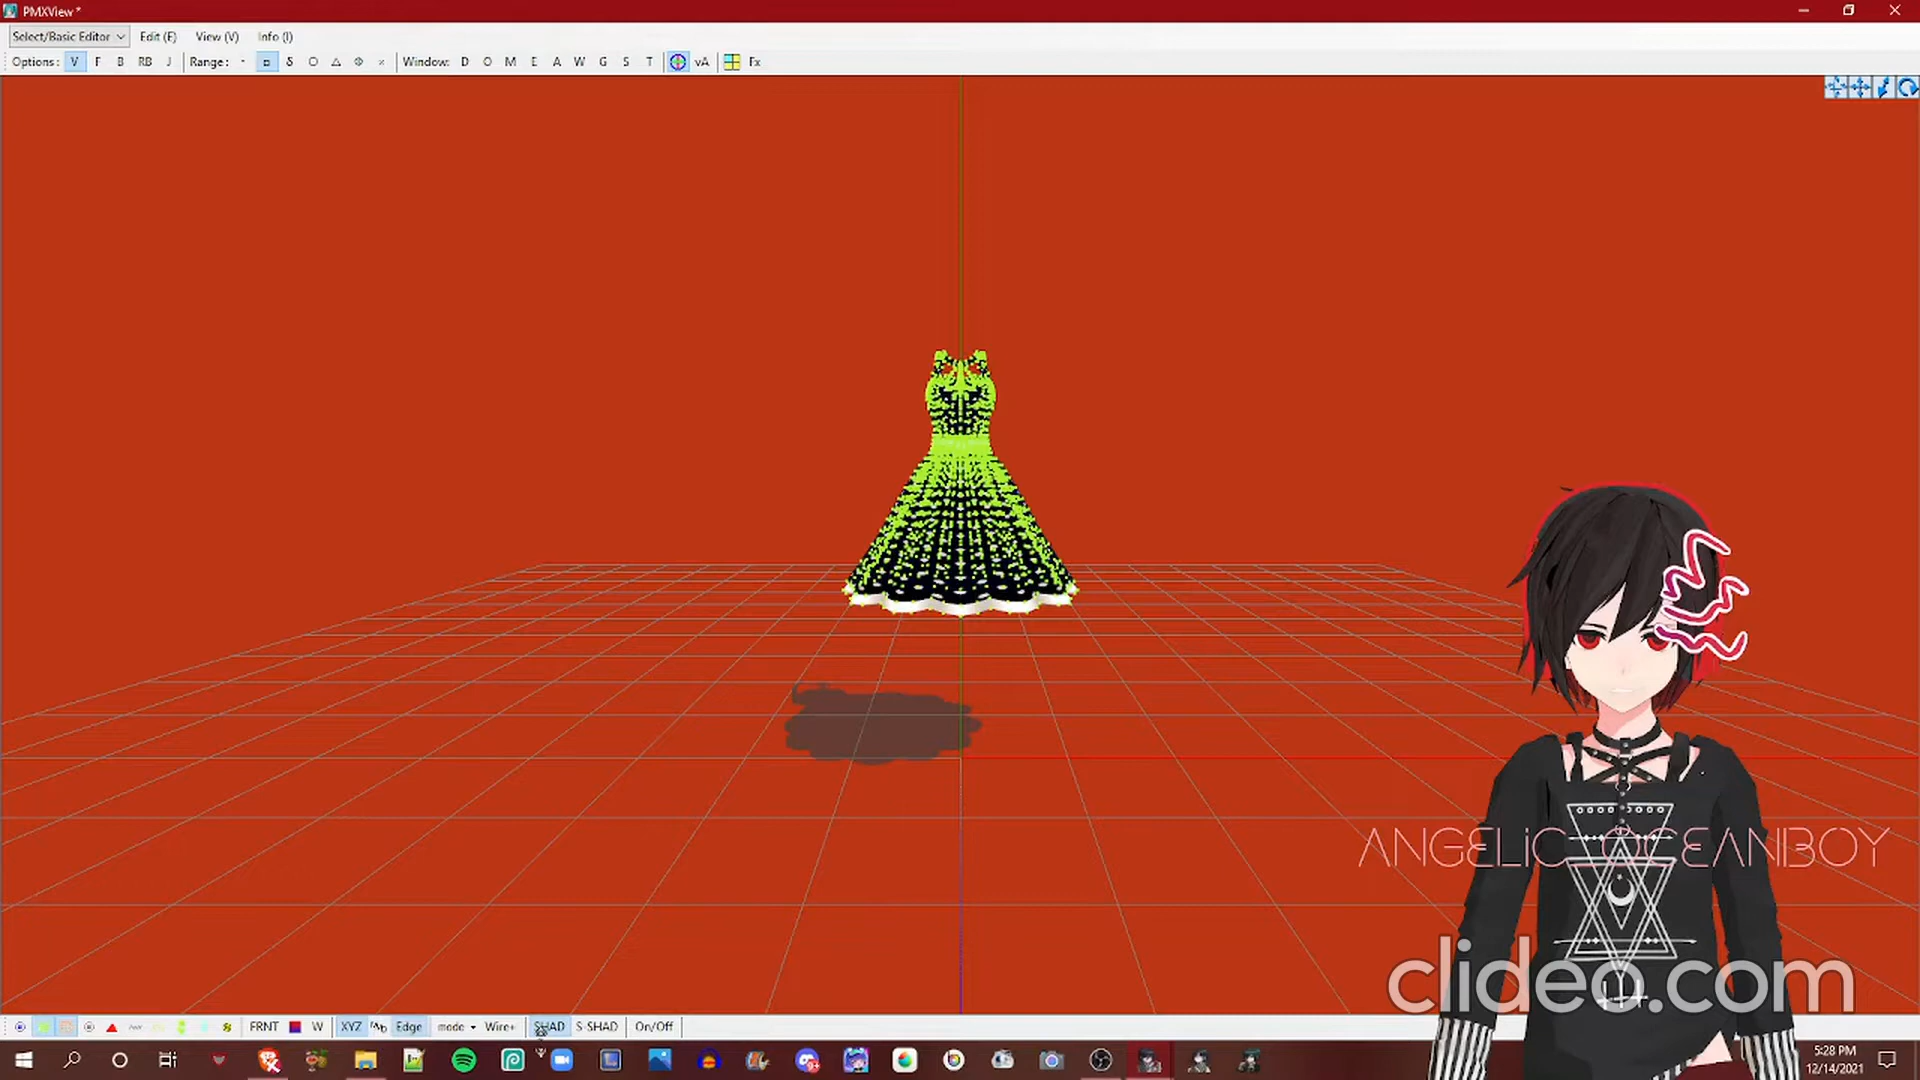 PMXView *
Select/Basic Editor Edit (E) View (V) Info (I)
Options: V F B RB J Range: Window: D O M E A W G S T vA Fx
ANGELIC OCEANBOY
clideo.com
FRNT W XYZ Edge mode Wire+ SHAD S-SHAD On/Off
5:28 PM
12/14/2021